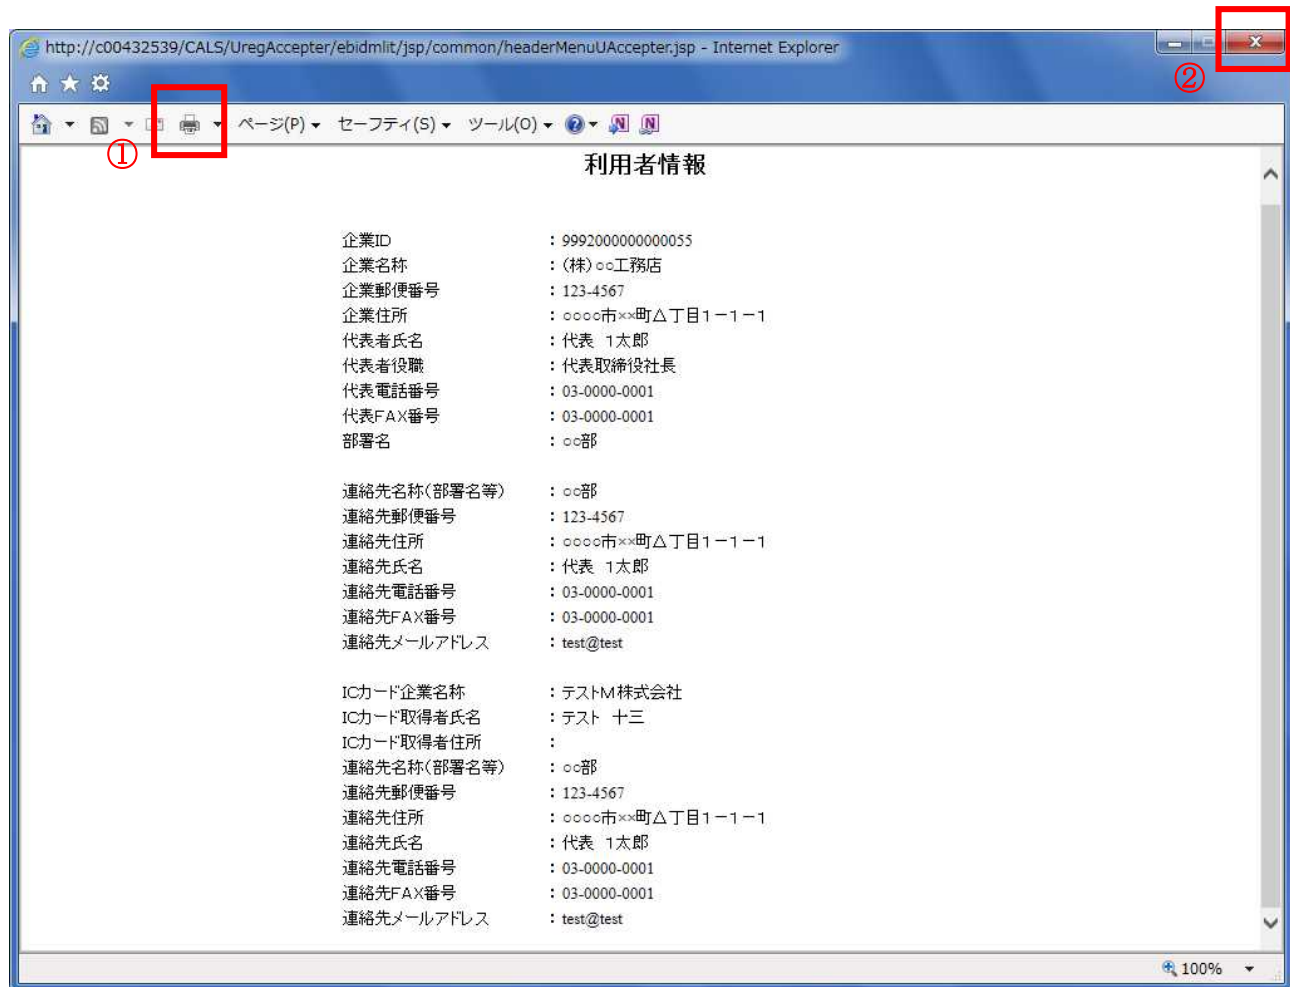 http://c00432539/CALS/UregAccepter/ebidmlit/jsp/common/headerMenuUAccepter.jsp - Internet Explorer
②
ページ(P) セーフティ(S) ツール(O)
①
利用者情報
企業ID : 9992000000000055
企業名称 : (株)○○工務店
企業郵便番号 : 123-4567
企業住所 : ○○○○市××町△丁目1-1-1
代表者氏名 : 代表 1太郎
代表者役職 : 代表取締役社長
代表電話番号 : 03-0000-0001
代表FAX番号 : 03-0000-0001
部署名 : ○○部
連絡先名称(部署名等) : ○○部
連絡先郵便番号 : 123-4567
連絡先住所 : ○○○○市××町△丁目1-1-1
連絡先氏名 : 代表 1太郎
連絡先電話番号 : 03-0000-0001
連絡先FAX番号 : 03-0000-0001
連絡先メールアドレス : test@test
ICカード企業名称 : テストM株式会社
ICカード取得者氏名 : テスト 十三
ICカード取得者住所 :
連絡先名称(部署名等) : ○○部
連絡先郵便番号 : 123-4567
連絡先住所 : ○○○○市××町△丁目1-1-1
連絡先氏名 : 代表 1太郎
連絡先電話番号 : 03-0000-0001
連絡先FAX番号 : 03-0000-0001
連絡先メールアドレス : test@test
100%